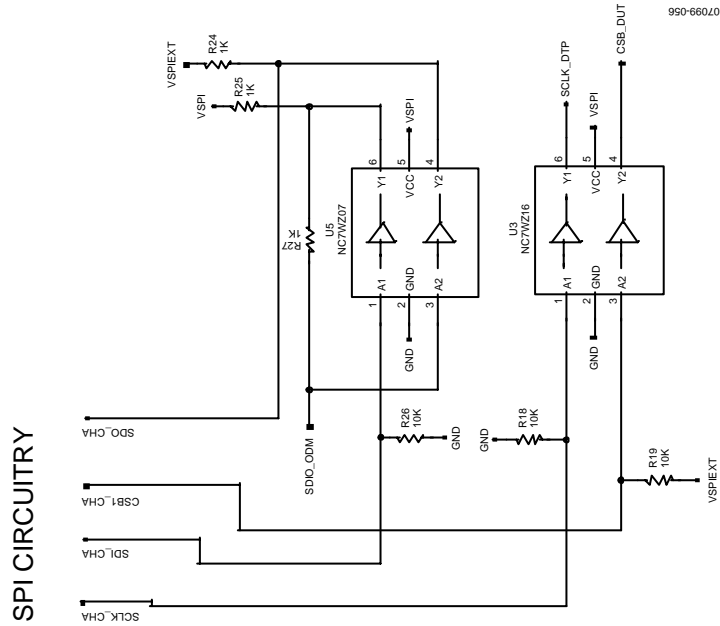 SPI CIRCUITRY
SCLK_CHA
SDI_CHA
CSB1_CHA
SDO_CHA
VSPIEXT
R24
1K
VSPI
R25
1K
R27
1K
SDIO_ODM
R26
10K
GND
U5
NC7WZ07
1
A1
Y1
6
2
GND
VCC
5
3
A2
Y2
4
GND
VSPI
U3
NC7WZ16
1
A1
Y1
6
2
GND
VCC
5
3
A2
Y2
4
GND
VSPI
SCLK_DTP
CSB_DUT
GND
R18
10K
R19
10K
VSPIEXT
07099-056